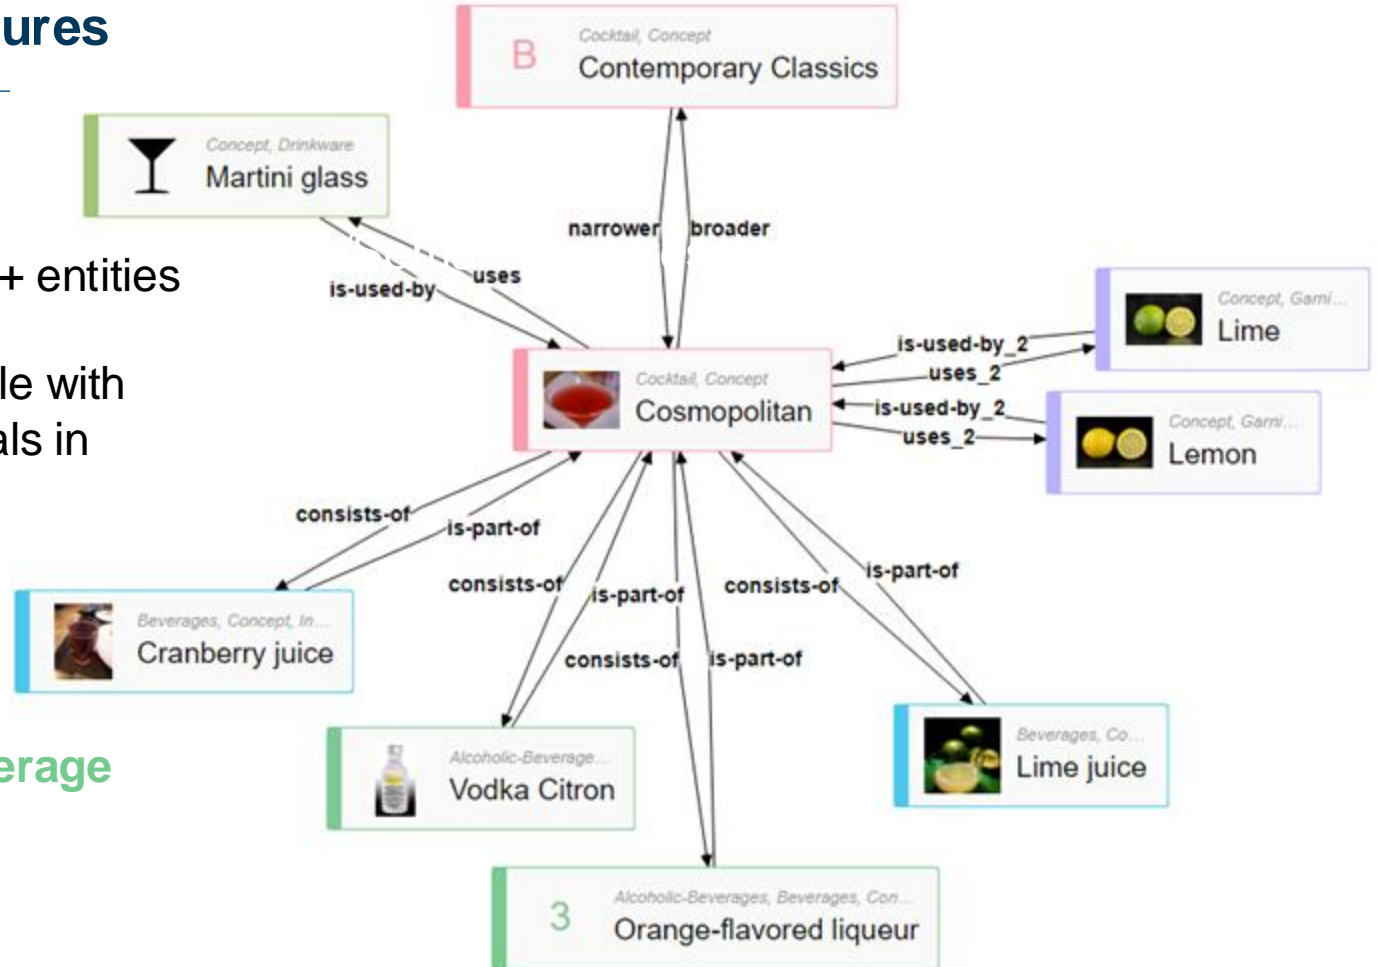 ures
+ entities
le with
als in
erage
B
Cocktail, Concept
Contemporary Classics
Concept, Drinkware
Martini glass
narrower
broader
uses
is-used-by
Concept, Garni...
Lime
is-used-by_2
uses_2
Cocktail, Concept
Cosmopolitan
is-used-by_2
uses_2
Concept, Garni...
Lemon
consists-of
is-part-of
consists-of
is-part-of
consists-of
is-part-of
consists-of
is-part-of
Beverages, Concept, In...
Cranberry juice
Alcoholic-Beverage...
Vodka Citron
Beverages, Co...
Lime juice
3
Alcoholic-Beverages, Beverages, Con...
Orange-flavored liqueur